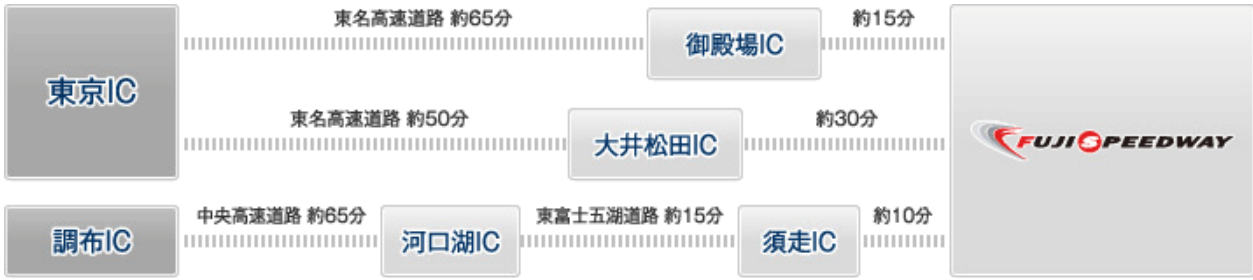 東名高速道路 約65分
御殿場IC
約15分
東京IC
東名高速道路 約50分
大井松田IC
約30分
FUJI SPEEDWAY
調布IC
中央高速道路 約65分
河口湖IC
東富士五湖道路 約15分
須走IC
約10分